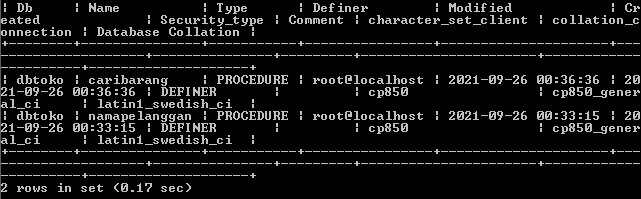 | Db     | Name          | Type      | Definer        | Modified            | Cr
eated             | Security_type | Comment | character_set_client | collation_c
onnection | Database Collation |
+--------+---------------+-----------+----------------+---------------------+---
------------------+---------------+---------+----------------------+------------
----------+--------------------+
| dbtoko | caribarang    | PROCEDURE | root@localhost | 2021-09-26 00:36:36 | 20
21-09-26 00:36:36 | DEFINER       |         | cp850                | cp850_gener
al_ci     | latin1_swedish_ci  |
| dbtoko | namapelanggan | PROCEDURE | root@localhost | 2021-09-26 00:33:15 | 20
21-09-26 00:33:15 | DEFINER       |         | cp850                | cp850_gener
al_ci     | latin1_swedish_ci  |
+--------+---------------+-----------+----------------+---------------------+---
------------------+---------------+---------+----------------------+------------
----------+--------------------+
2 rows in set (0.17 sec)